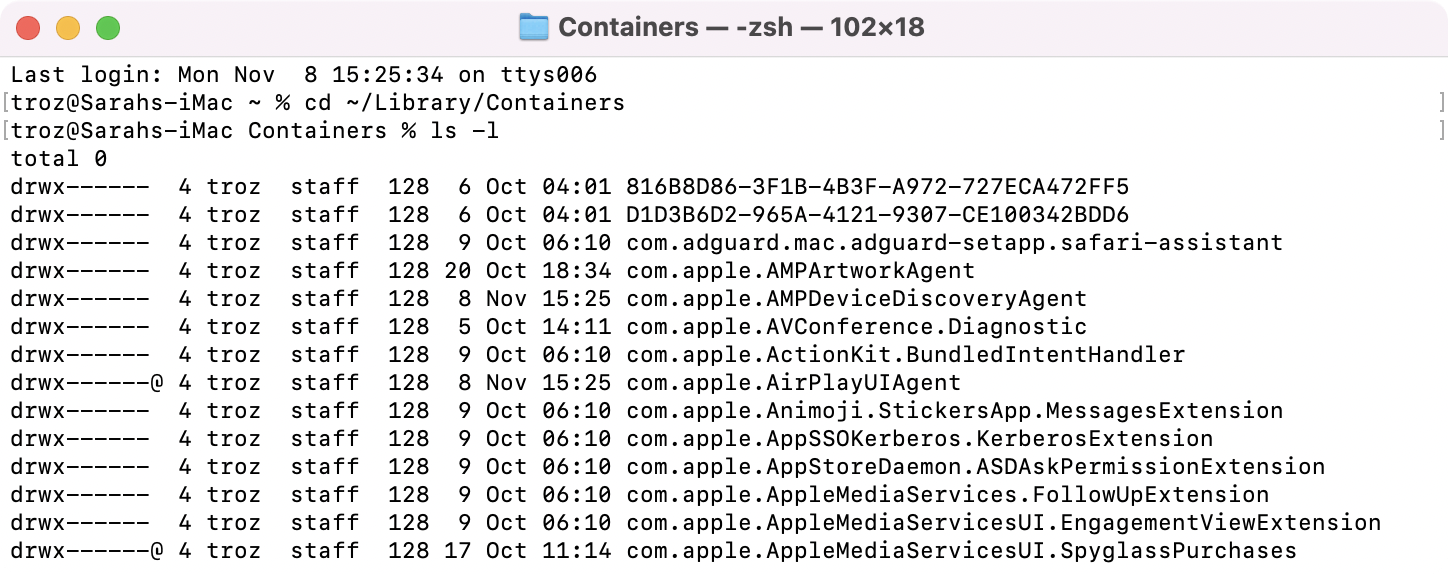 Containers — -zsh — 102×18
Last login: Mon Nov  8 15:25:34 on ttys006
[troz@Sarahs-iMac ~ % cd ~/Library/Containers ]
[troz@Sarahs-iMac Containers % ls -l ]
total 0
drwx------  4 troz  staff  128  6 Oct 04:01 816B8D86-3F1B-4B3F-A972-727ECA472FF5
drwx------  4 troz  staff  128  6 Oct 04:01 D1D3B6D2-965A-4121-9307-CE100342BDD6
drwx------  4 troz  staff  128  9 Oct 06:10 com.adguard.mac.adguard-setapp.safari-assistant
drwx------  4 troz  staff  128 20 Oct 18:34 com.apple.AMPArtworkAgent
drwx------  4 troz  staff  128  8 Nov 15:25 com.apple.AMPDeviceDiscoveryAgent
drwx------  4 troz  staff  128  5 Oct 14:11 com.apple.AVConference.Diagnostic
drwx------  4 troz  staff  128  9 Oct 06:10 com.apple.ActionKit.BundledIntentHandler
drwx------@ 4 troz  staff  128  8 Nov 15:25 com.apple.AirPlayUIAgent
drwx------  4 troz  staff  128  9 Oct 06:10 com.apple.Animoji.StickersApp.MessagesExtension
drwx------  4 troz  staff  128  9 Oct 06:10 com.apple.AppSSOKerberos.KerberosExtension
drwx------  4 troz  staff  128  9 Oct 06:10 com.apple.AppStoreDaemon.ASDAskPermissionExtension
drwx------  4 troz  staff  128  9 Oct 06:10 com.apple.AppleMediaServices.FollowUpExtension
drwx------  4 troz  staff  128  9 Oct 06:10 com.apple.AppleMediaServicesUI.EngagementViewExtension
drwx------@ 4 troz  staff  128 17 Oct 11:14 com.apple.AppleMediaServicesUI.SpyglassPurchases